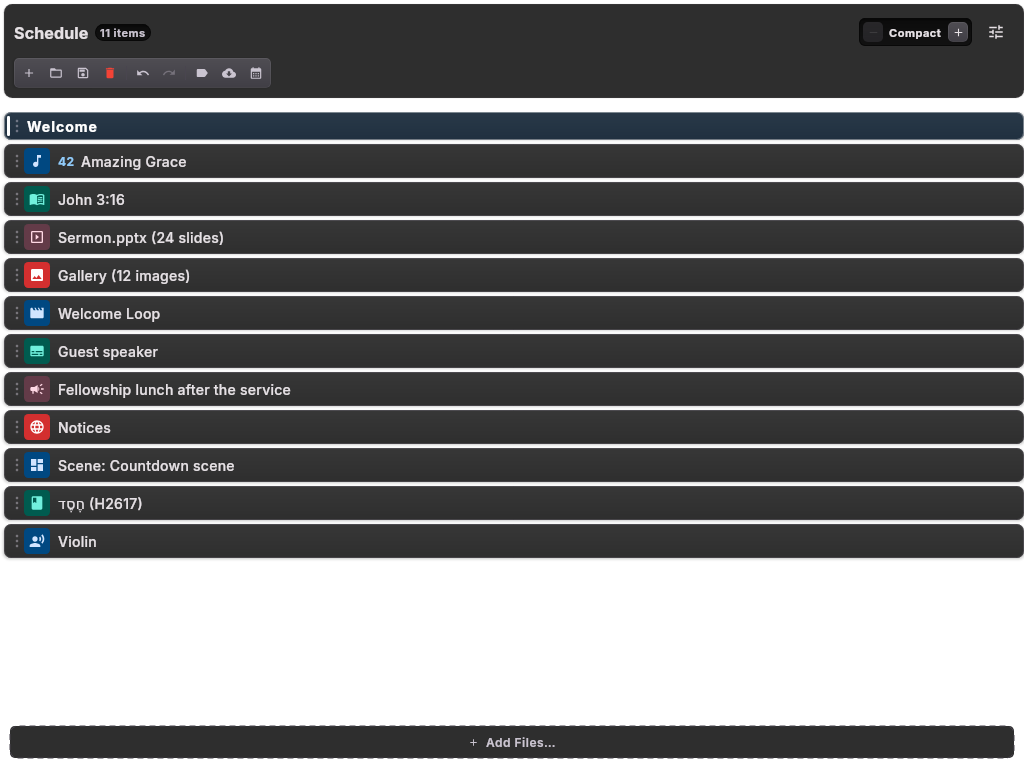 Schedule 11 items
Compact
Welcome
42 Amazing Grace
John 3:16
Sermon.pptx (24 slides)
Gallery (12 images)
Welcome Loop
Guest speaker
Fellowship lunch after the service
Notices
Scene: Countdown scene
חֶסֶד (H2617)
Violin
+ Add Files...